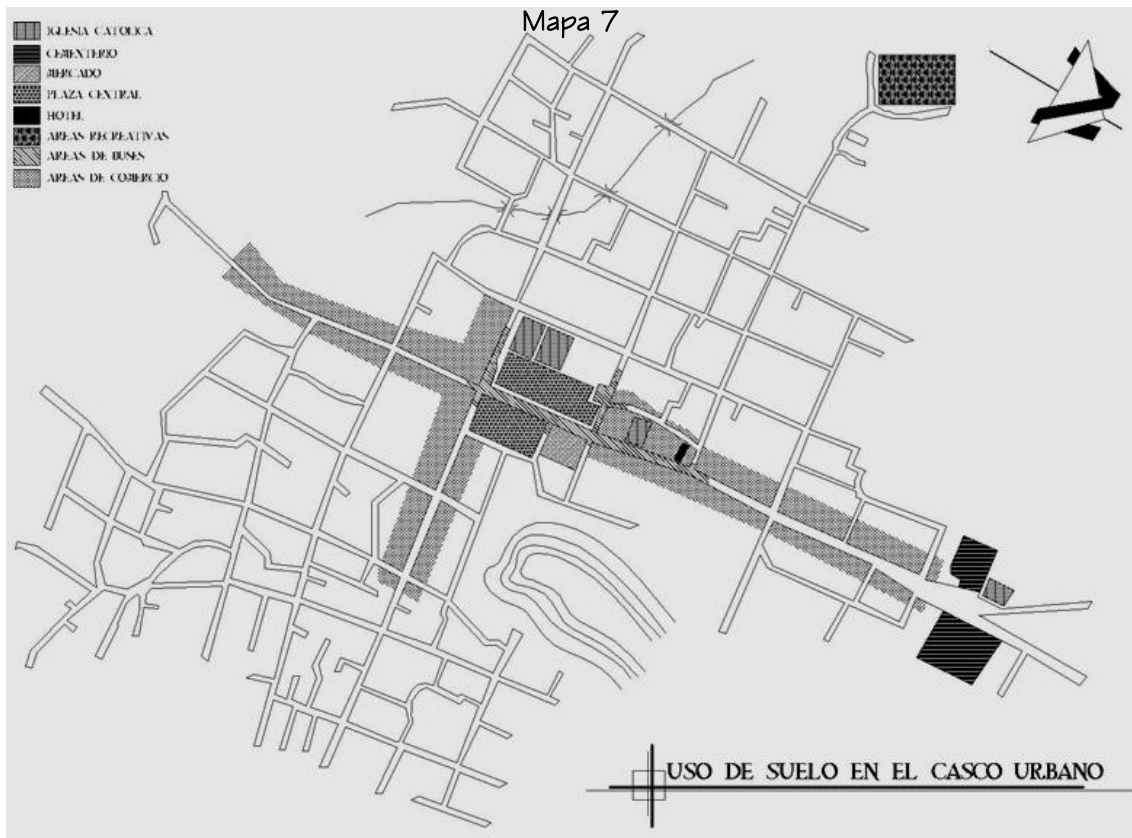 Mapa 7
IGLESIA CATOLICA
CEMENTERIO
MERCADO
PLAZA CENTRAL
HOTEL
AREAS RECREATIVAS
AREAS DE BUSES
AREAS DE COMERCIO
USO DE SUELO EN EL CASCO URBANO